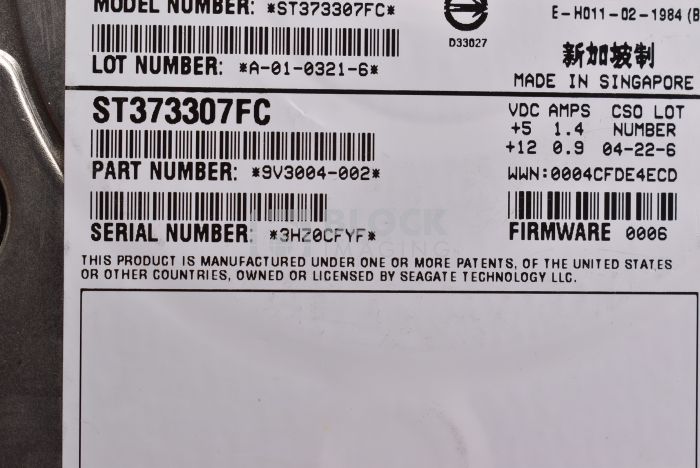 MODEL NUMBER: *ST373307FC*
D33027
E-H011-02-1984 (B
新加坡制
LOT NUMBER: *A-01-0321-6*
MADE IN SINGAPORE
ST373307FC
VDC AMPS CSO LOT
+5 1.4 NUMBER
+12 0.9 04-22-6
PART NUMBER: *9V3004-002*
WWN:0004CFDE4ECD
SERIAL NUMBER: *3HZ0CFYF*
FIRMWARE 0006
BLOCK
IMAGING
THIS PRODUCT IS MANUFACTURED UNDER ONE OR MORE PATENTS, OF THE UNITED STATES
OR OTHER COUNTRIES, OWNED OR LICENSED BY SEAGATE TECHNOLOGY LLC.